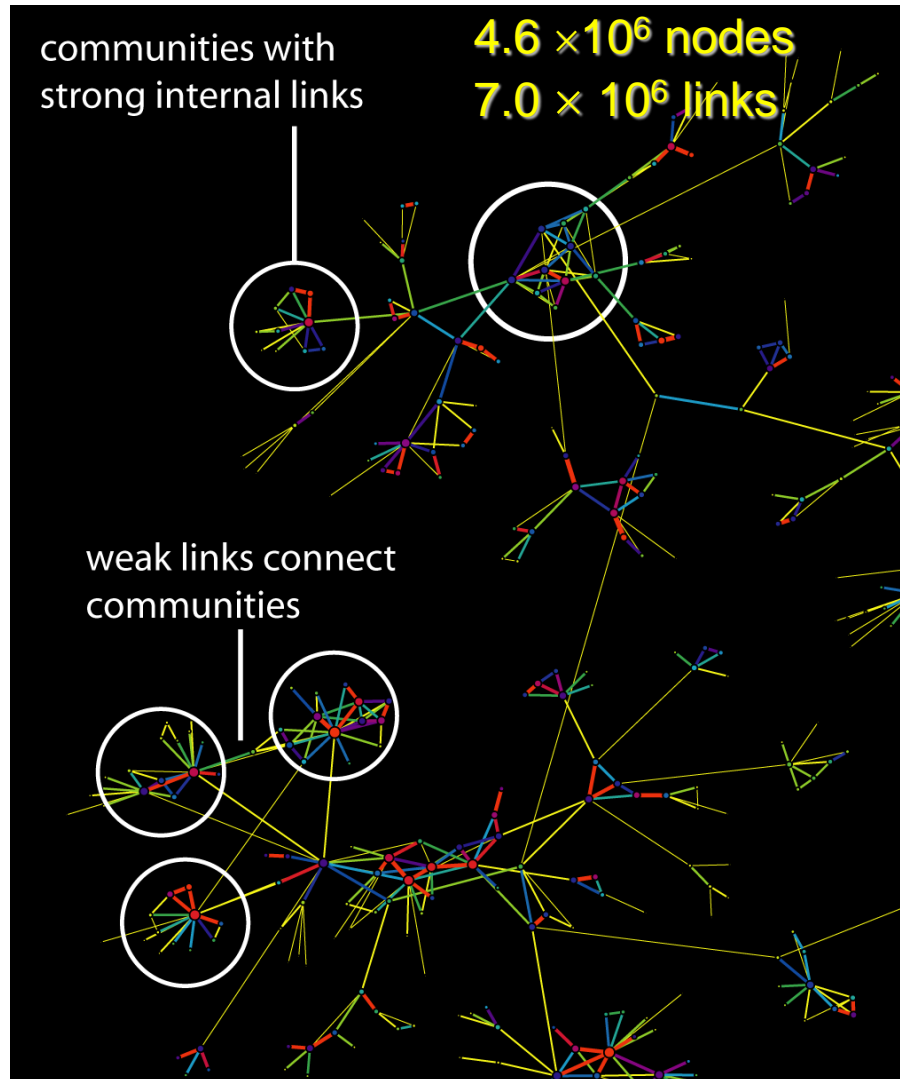 communities with
strong internal links
4.6 ×10⁶ nodes
7.0 × 10⁶ links
weak links connect
communities